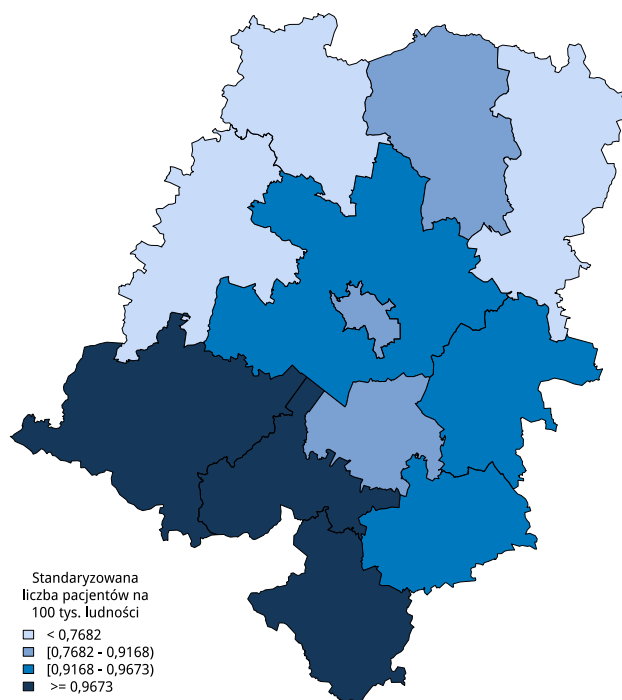 Standaryzowana
liczba pacjentów na
100 tys. ludności
< 0,7682
[0,7682 - 0,9168)
[0,9168 - 0,9673)
>= 0,9673